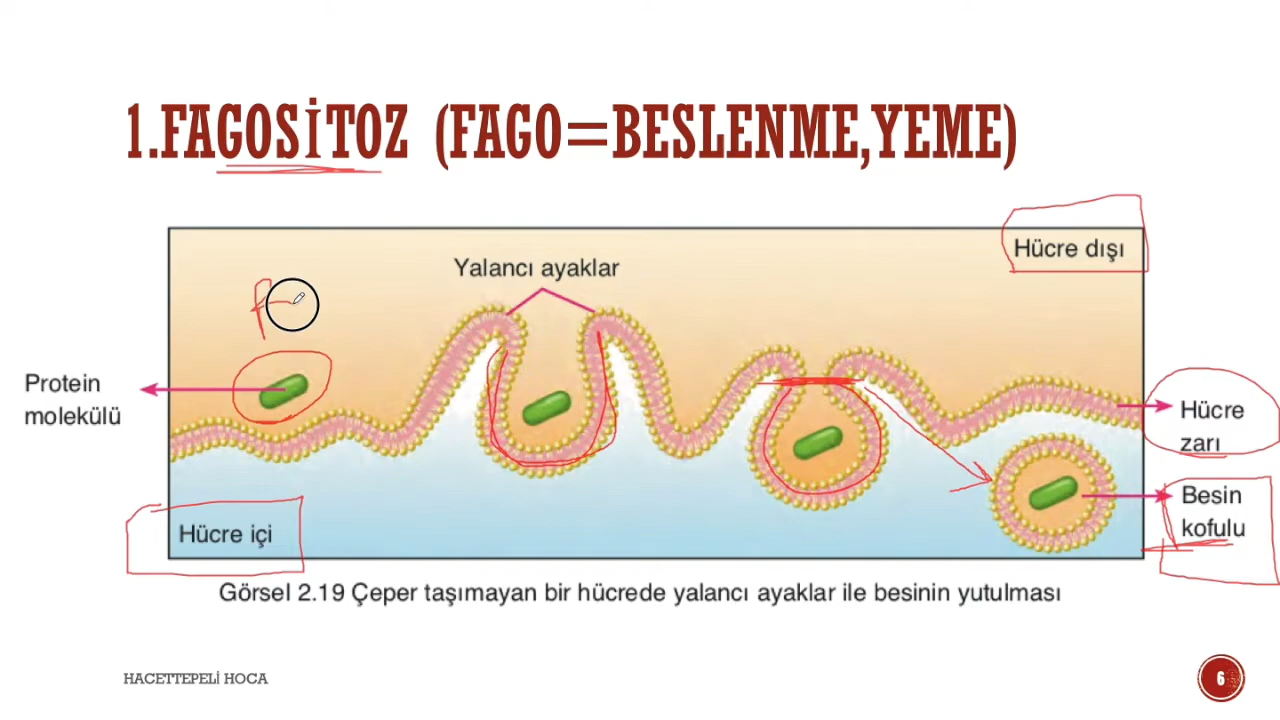 1.FAGOSİTOZ (FAGO=BESLENME,YEME)
Hücre dışı
Yalancı ayaklar
Protein
molekülü
Hücre
zarı
Besin
kofulu
Hücre içi
Görsel 2.19 Çeper taşımayan bir hücrede yalancı ayaklar ile besinin yutulması
HACETTEPELİ HOCA
6